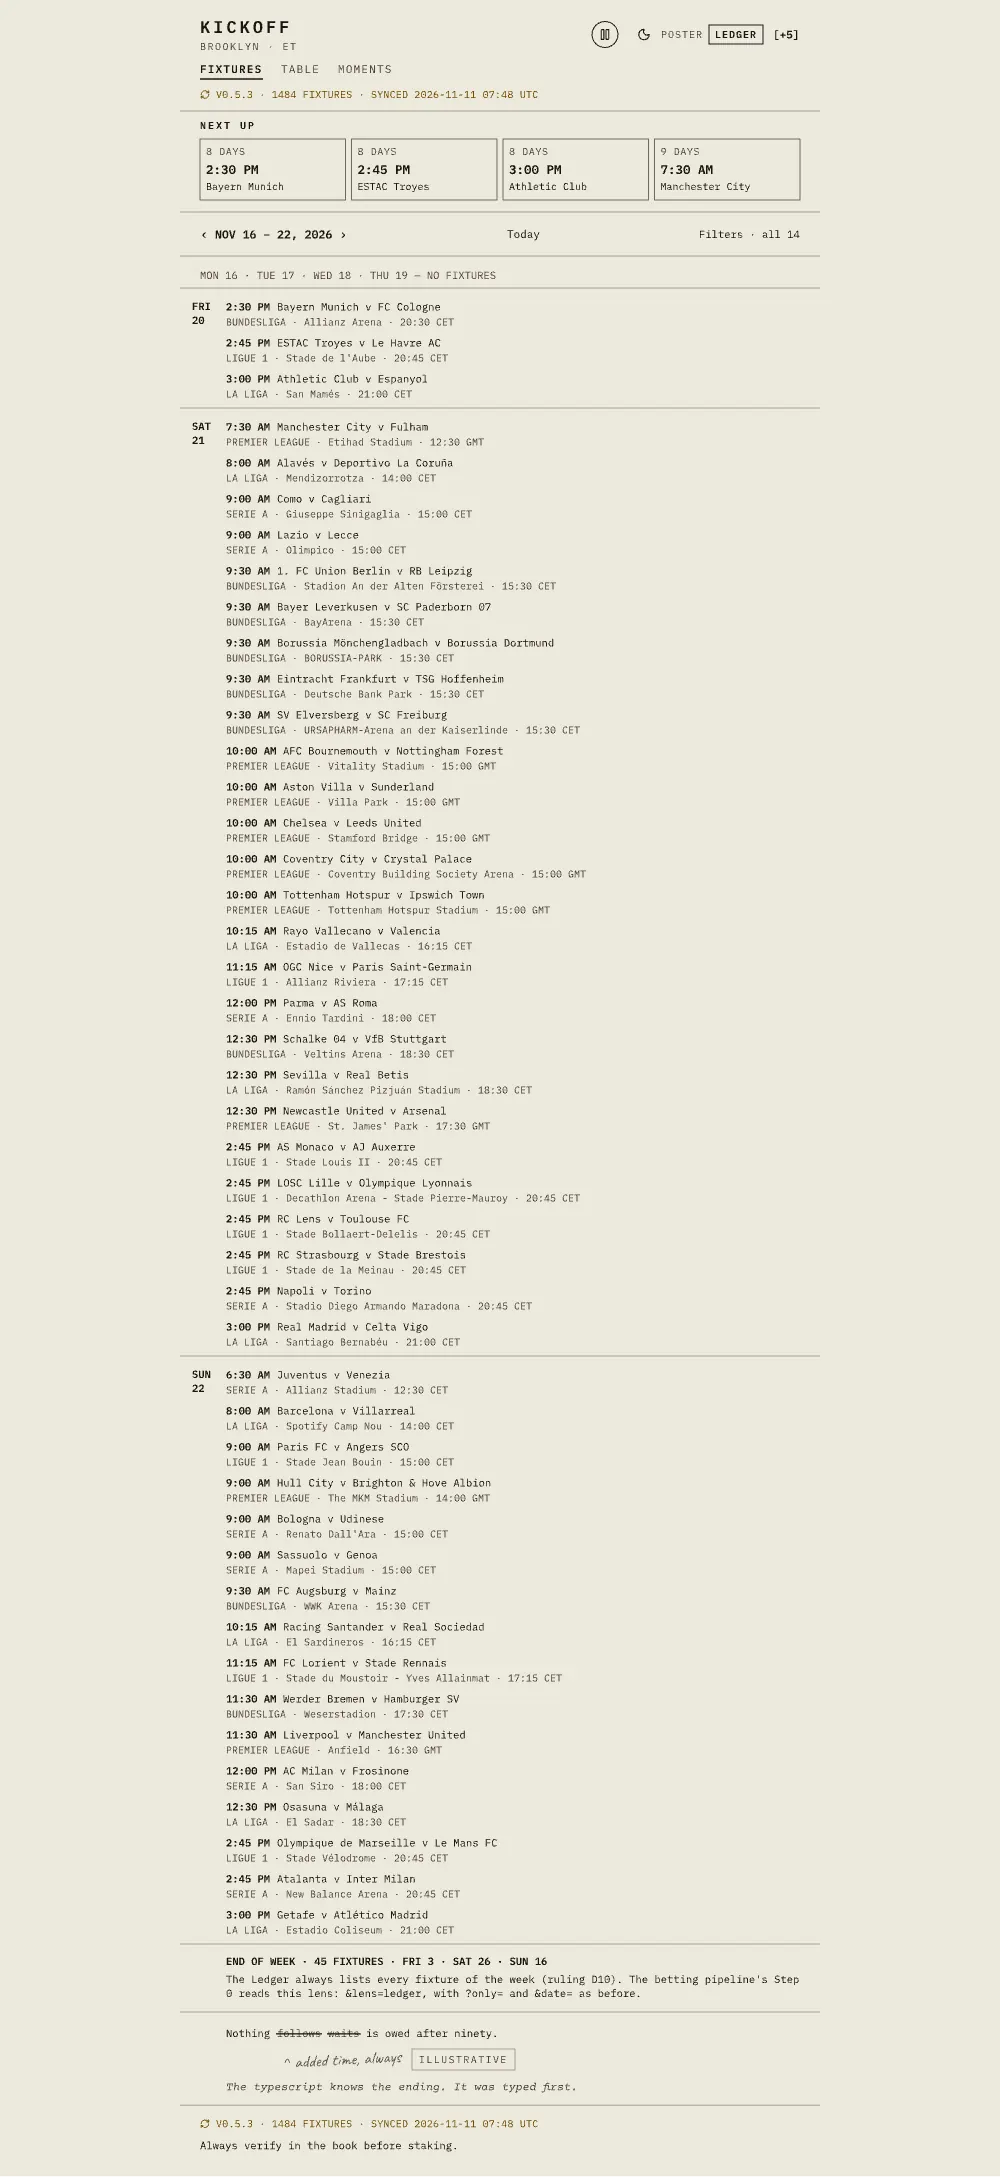 KICKOFF
BROOKLYN · ET
POSTER LEDGER [+5]
FIXTURES TABLE MOMENTS
V0.5.3 · 1484 FIXTURES · SYNCED 2026-11-11 07:48 UTC
NEXT UP
8 DAYS
2:30 PM
Bayern Munich
8 DAYS
2:45 PM
ESTAC Troyes
8 DAYS
3:00 PM
Athletic Club
9 DAYS
7:30 AM
Manchester City
‹ NOV 16 – 22, 2026 › Today Filters · all 14
MON 16 · TUE 17 · WED 18 · THU 19 — NO FIXTURES
FRI 20
2:30 PM Bayern Munich v FC Cologne
BUNDESLIGA · Allianz Arena · 20:30 CET
2:45 PM ESTAC Troyes v Le Havre AC
LIGUE 1 · Stade de l'Aube · 20:45 CET
3:00 PM Athletic Club v Espanyol
LA LIGA · San Mamés · 21:00 CET
SAT 21
7:30 AM Manchester City v Fulham
PREMIER LEAGUE · Etihad Stadium · 12:30 GMT
8:00 AM Alavés v Deportivo La Coruña
LA LIGA · Mendizorrotza · 14:00 CET
9:00 AM Como v Cagliari
SERIE A · Giuseppe Sinigaglia · 15:00 CET
9:00 AM Lazio v Lecce
SERIE A · Olimpico · 15:00 CET
9:30 AM 1. FC Union Berlin v RB Leipzig
BUNDESLIGA · Stadion An der Alten Försterei · 15:30 CET
9:30 AM Bayer Leverkusen v SC Paderborn 07
BUNDESLIGA · BayArena · 15:30 CET
9:30 AM Borussia Mönchengladbach v Borussia Dortmund
BUNDESLIGA · BORUSSIA-PARK · 15:30 CET
9:30 AM Eintracht Frankfurt v TSG Hoffenheim
BUNDESLIGA · Deutsche Bank Park · 15:30 CET
9:30 AM SV Elversberg v SC Freiburg
BUNDESLIGA · URSAPHARM-Arena an der Kaiserlinde · 15:30 CET
10:00 AM AFC Bournemouth v Nottingham Forest
PREMIER LEAGUE · Vitality Stadium · 15:00 GMT
10:00 AM Aston Villa v Sunderland
PREMIER LEAGUE · Villa Park · 15:00 GMT
10:00 AM Chelsea v Leeds United
PREMIER LEAGUE · Stamford Bridge · 15:00 GMT
10:00 AM Coventry City v Crystal Palace
PREMIER LEAGUE · Coventry Building Society Arena · 15:00 GMT
10:00 AM Tottenham Hotspur v Ipswich Town
PREMIER LEAGUE · Tottenham Hotspur Stadium · 15:00 GMT
10:15 AM Rayo Vallecano v Valencia
LA LIGA · Estadio de Vallecas · 16:15 CET
11:15 AM OGC Nice v Paris Saint-Germain
LIGUE 1 · Allianz Riviera · 17:15 CET
12:00 PM Parma v AS Roma
SERIE A · Ennio Tardini · 18:00 CET
12:30 PM Schalke 04 v VfB Stuttgart
BUNDESLIGA · Veltins Arena · 18:30 CET
12:30 PM Sevilla v Real Betis
LA LIGA · Ramón Sánchez Pizjuán Stadium · 18:30 CET
12:30 PM Newcastle United v Arsenal
PREMIER LEAGUE · St. James' Park · 17:30 GMT
2:45 PM AS Monaco v AJ Auxerre
LIGUE 1 · Stade Louis II · 20:45 CET
2:45 PM LOSC Lille v Olympique Lyonnais
LIGUE 1 · Decathlon Arena - Stade Pierre-Mauroy · 20:45 CET
2:45 PM RC Lens v Toulouse FC
LIGUE 1 · Stade Bollaert-Delelis · 20:45 CET
2:45 PM RC Strasbourg v Stade Brestois
LIGUE 1 · Stade de la Meinau · 20:45 CET
2:45 PM Napoli v Torino
SERIE A · Stadio Diego Armando Maradona · 20:45 CET
3:00 PM Real Madrid v Celta Vigo
LA LIGA · Santiago Bernabéu · 21:00 CET
SUN 22
6:30 AM Juventus v Venezia
SERIE A · Allianz Stadium · 12:30 CET
8:00 AM Barcelona v Villarreal
LA LIGA · Spotify Camp Nou · 14:00 CET
9:00 AM Paris FC v Angers SCO
LIGUE 1 · Stade Jean Bouin · 15:00 CET
9:00 AM Hull City v Brighton & Hove Albion
PREMIER LEAGUE · The MKM Stadium · 14:00 GMT
9:00 AM Bologna v Udinese
SERIE A · Renato Dall'Ara · 15:00 CET
9:00 AM Sassuolo v Genoa
SERIE A · Mapei Stadium · 15:00 CET
9:30 AM FC Augsburg v Mainz
BUNDESLIGA · WWK Arena · 15:30 CET
10:15 AM Racing Santander v Real Sociedad
LA LIGA · El Sardineros · 16:15 CET
11:15 AM FC Lorient v Stade Rennais
LIGUE 1 · Stade du Moustoir - Yves Allainmat · 17:15 CET
11:30 AM Werder Bremen v Hamburger SV
BUNDESLIGA · Weserstadion · 17:30 CET
11:30 AM Liverpool v Manchester United
PREMIER LEAGUE · Anfield · 16:30 GMT
12:00 PM AC Milan v Frosinone
SERIE A · San Siro · 18:00 CET
12:30 PM Osasuna v Málaga
LA LIGA · El Sadar · 18:30 CET
2:45 PM Olympique de Marseille v Le Mans FC
LIGUE 1 · Stade Vélodrome · 20:45 CET
2:45 PM Atalanta v Inter Milan
SERIE A · New Balance Arena · 20:45 CET
3:00 PM Getafe v Atlético Madrid
LA LIGA · Estadio Coliseum · 21:00 CET
END OF WEEK · 45 FIXTURES · FRI 3 · SAT 26 · SUN 16
The Ledger always lists every fixture of the week (ruling D10). The betting pipeline's Step
0 reads this lens: &lens=ledger, with ?only= and &date= as before.
Nothing follows waits is owed after ninety.
^ added time, always ILLUSTRATIVE
The typescript knows the ending. It was typed first.
V0.5.3 · 1484 FIXTURES · SYNCED 2026-11-11 07:48 UTC
Always verify in the book before staking.